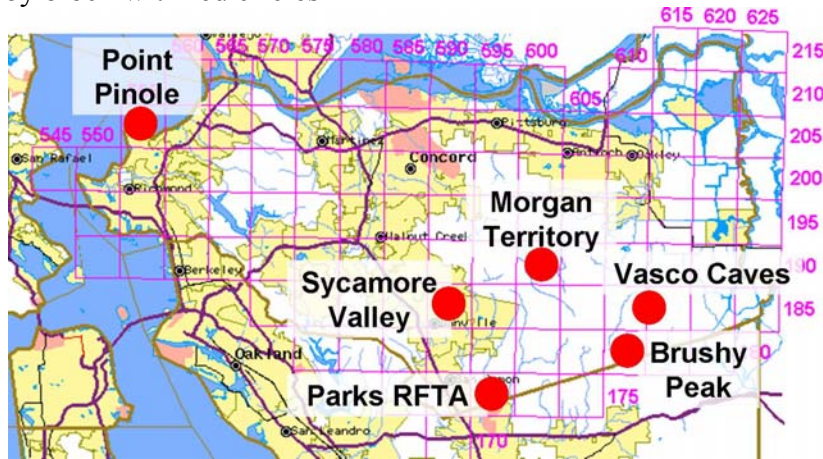 Point
Pinole
560 565 570 575 580 585 590 595 600
615 620 625
610
605
545 550
215
210
205
200
195
190
185
175
170
San Rafael
Richmond
Martinez
Pittsburg
Antioch
Oakley
Concord
Walnut Creek
Berkeley
Oakland
San Leandro
Morgan
Territory
Sycamore
Valley
Vasco Caves
Brushy
Peak
Parks RFTA